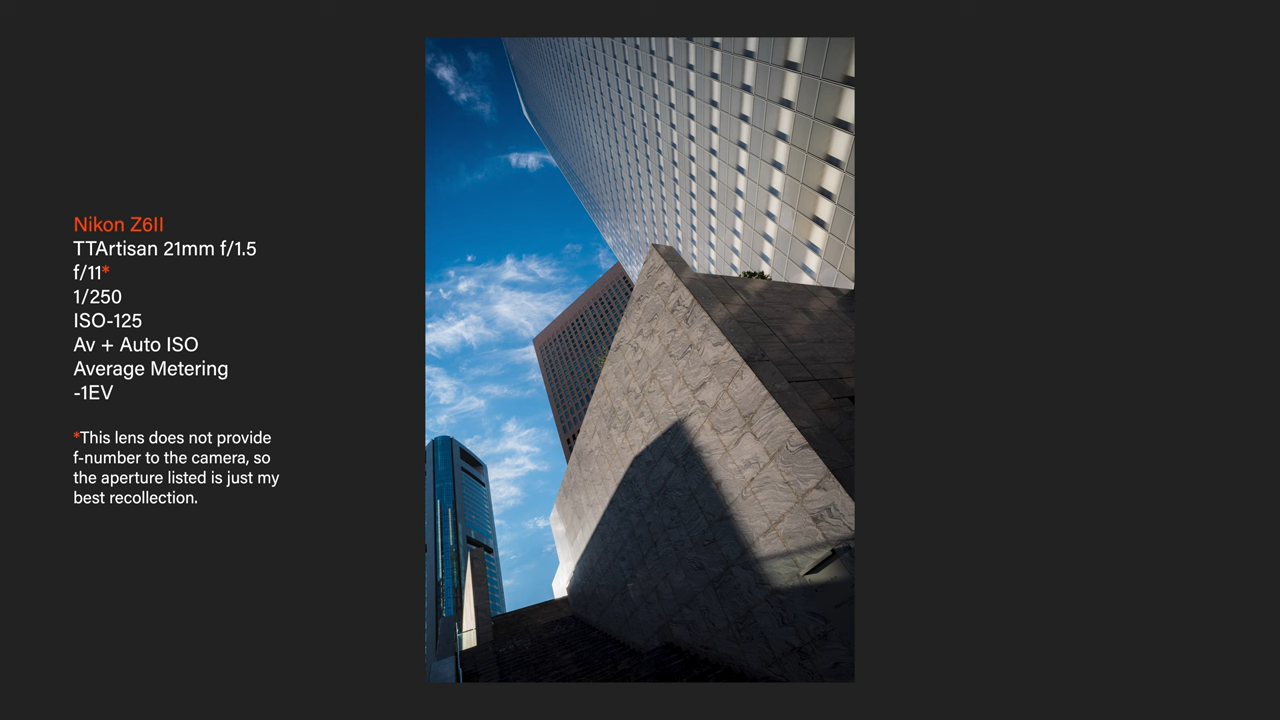 Nikon Z6II
TTArtisan 21mm f/1.5
f/11*
1/250
ISO-125
Av + Auto ISO
Average Metering
-1EV
*This lens does not provide
f-number to the camera, so
the aperture listed is just my
best recollection.